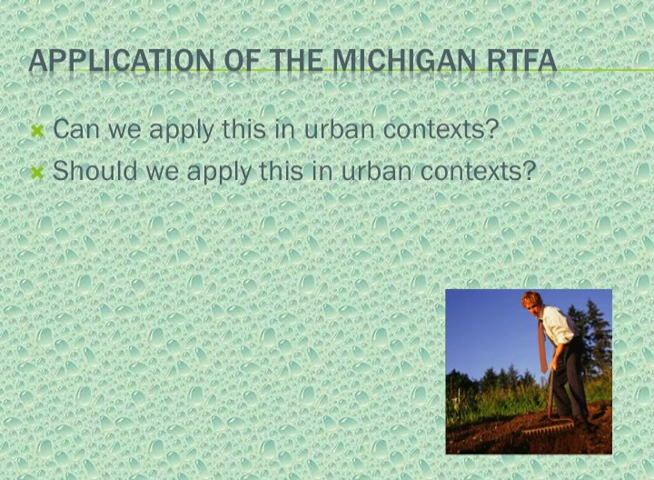 APPLICATION OF THE MICHIGAN RTFA
Can we apply this in urban contexts?
Should we apply this in urban contexts?